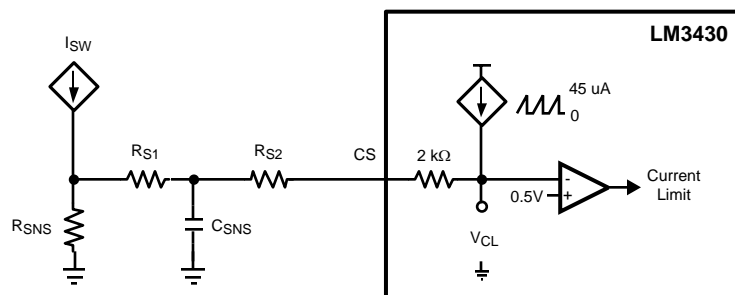 LM3430
I_SW
45 uA
0
R_S1
R_S2
CS
2 kΩ
-
+
0.5V
Current
Limit
R_SNS
C_SNS
V_CL